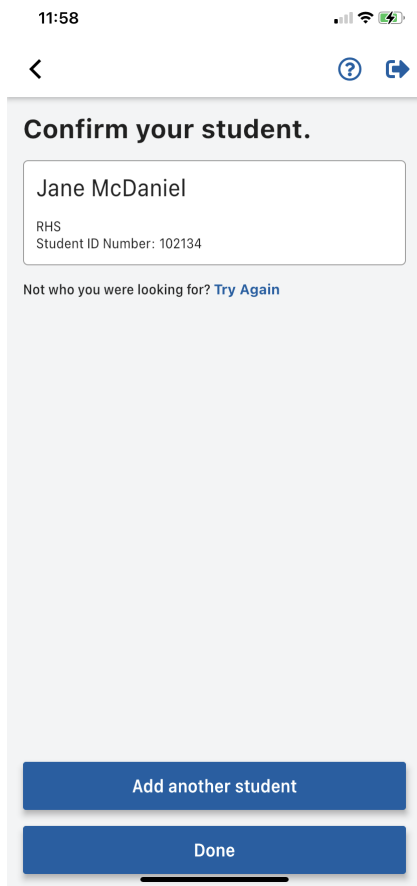 11:58
Confirm your student.
Jane McDaniel
RHS
Student ID Number: 102134
Not who you were looking for? Try Again
Add another student
Done